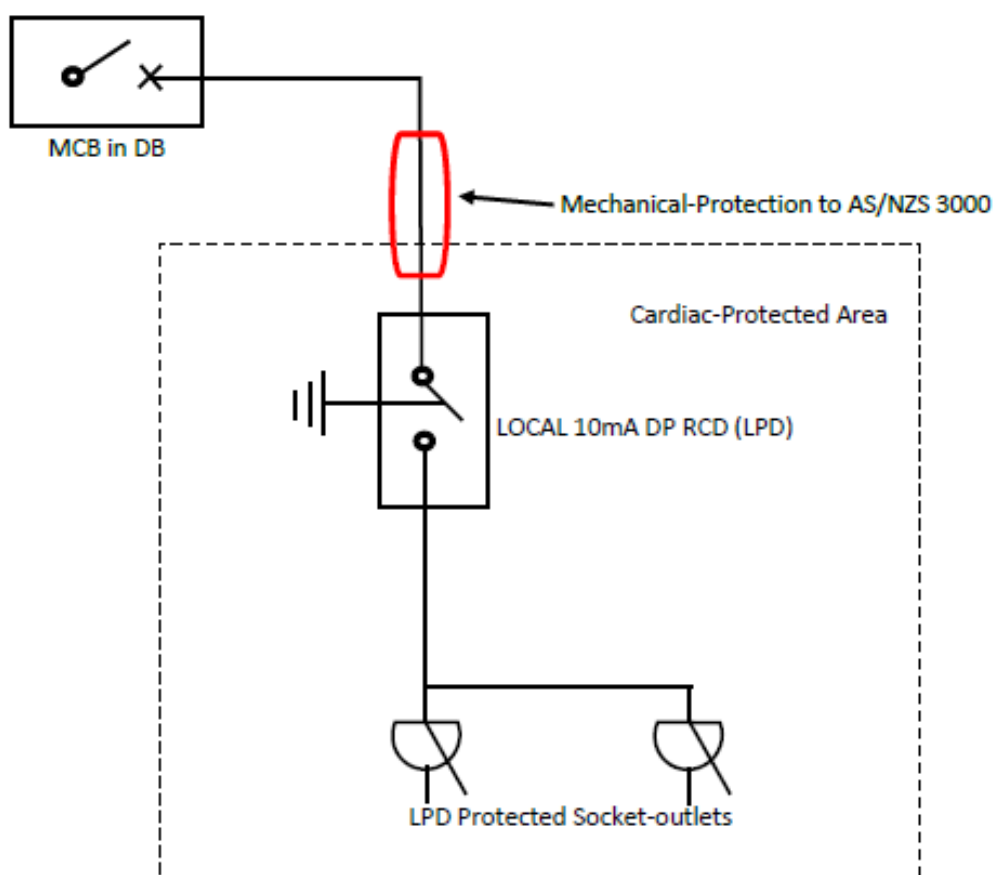 MCB in DB
Mechanical-Protection to AS/NZS 3000
Cardiac-Protected Area
LOCAL 10mA DP RCD (LPD)
LPD Protected Socket-outlets